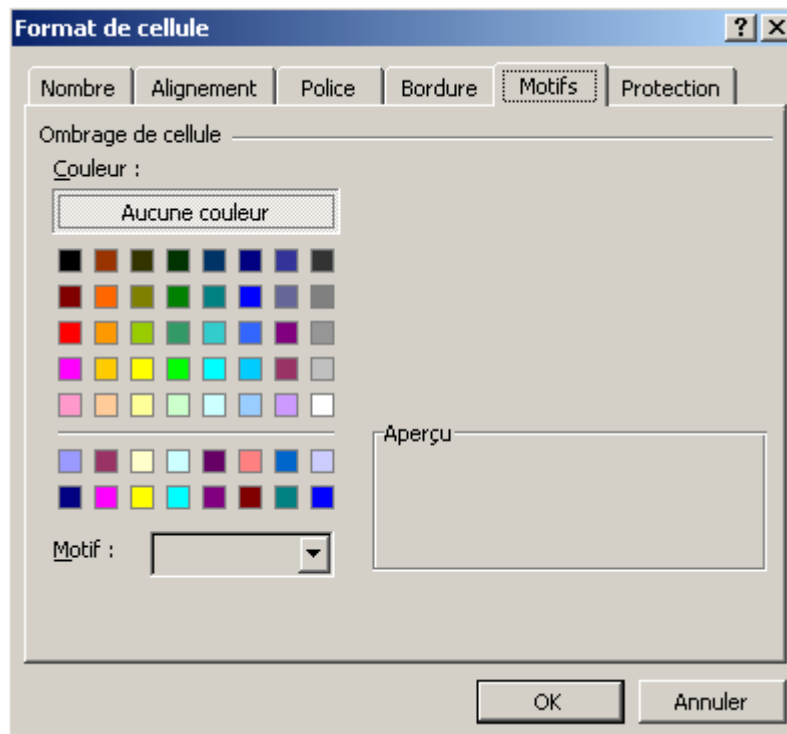 Format de cellule
Nombre Alignement Police Bordure Motifs Protection
Ombrage de cellule
Couleur :
Aucune couleur
Aperçu
Motif :
OK Annuler